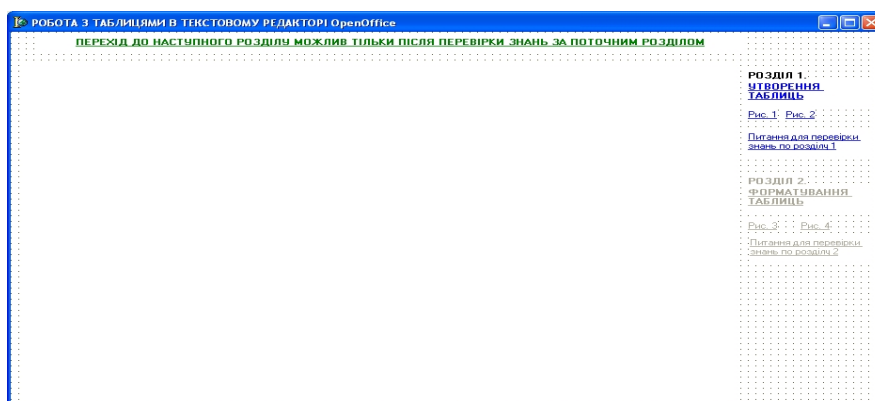 РОБОТА З ТАБЛИЦЯМИ В ТЕКСТОВОМУ РЕДАКТОРІ OpenOffice
ПЕРЕХІД ДО НАСТУПНОГО РОЗДІЛУ МОЖЛИВ ТІЛЬКИ ПІСЛЯ ПЕРЕВІРКИ ЗНАНЬ ЗА ПОТОЧНИМ РОЗДІЛОМ
РОЗДІЛ 1.
УТВОРЕННЯ
ТАБЛИЦЬ
Рис. 1 Рис. 2
Питання для перевірки
знань по розділу 1
РОЗДІЛ 2.
ФОРМАТУВАННЯ
ТАБЛИЦЬ
Рис. 3 Рис. 4
Питання для перевірки
знань по розділу 2